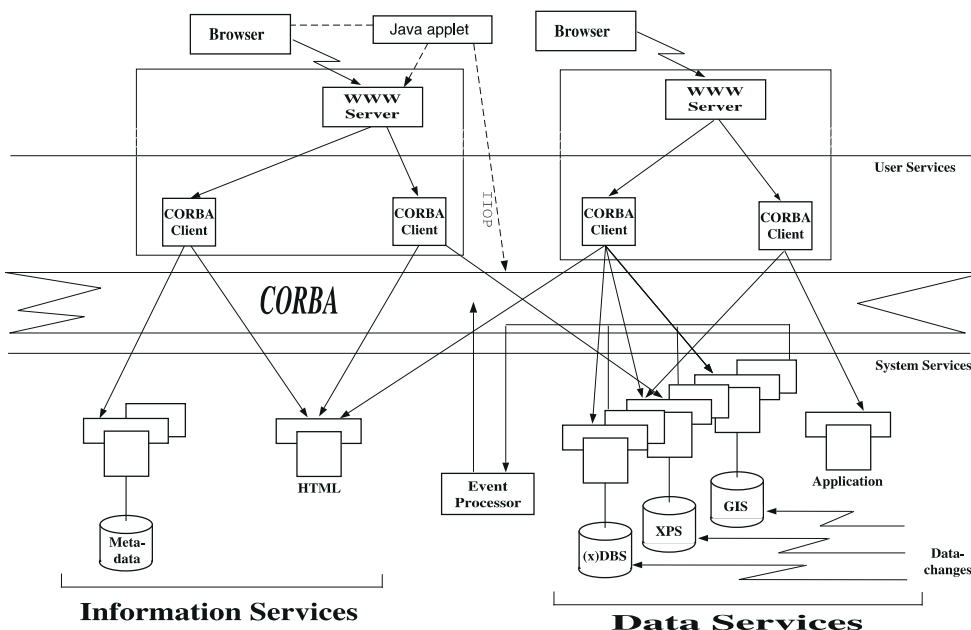 Browser
Java applet
Browser
WWW
Server
WWW
Server
User Services
CORBA
Client
CORBA
Client
IIOP
CORBA
Client
CORBA
Client
CORBA
System Services
HTML
Event
Processor
Application
Meta-
data
(x)DBS
XPS
GIS
Data-
changes
Information Services
Data Services